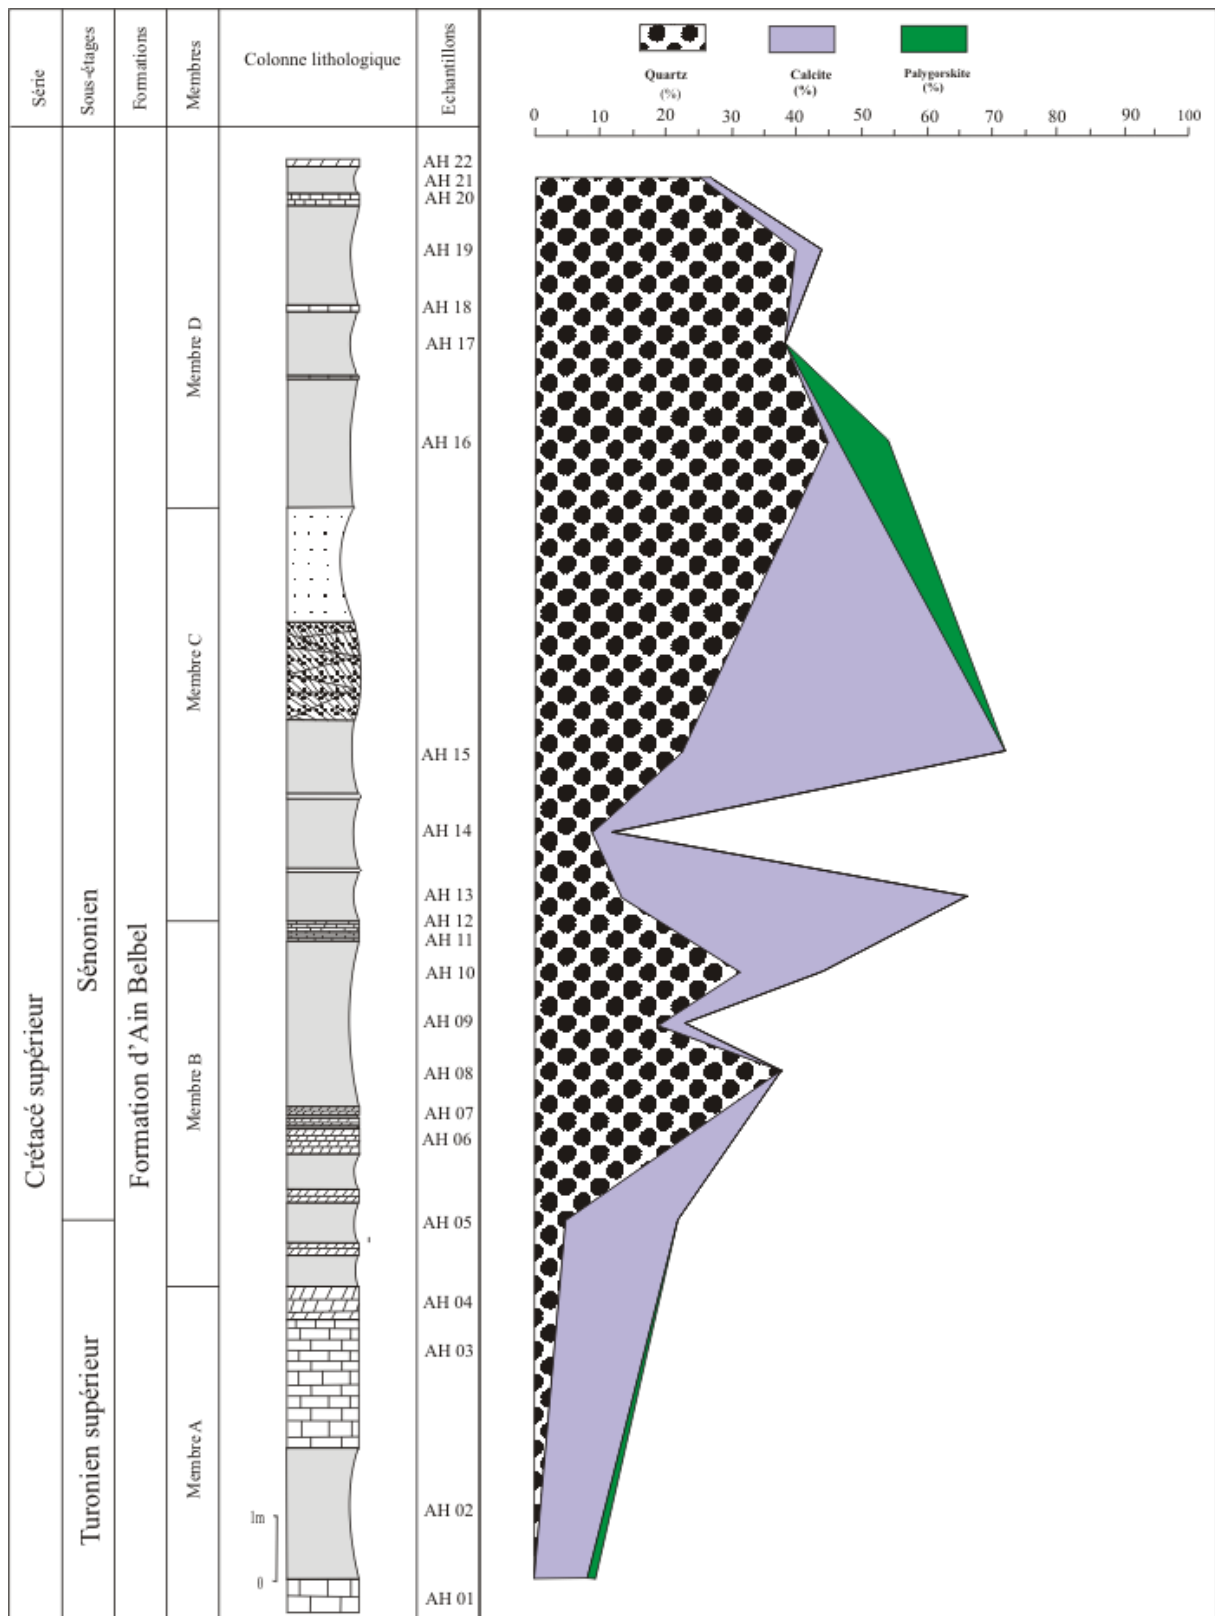 Série
Sous-étages
Formations
Membres
Colonne lithologique
Echantillons
Quartz
(%)
Calcite
(%)
Palygorskite
(%)
0 10 20 30 40 50 60 70 80 90 100
Crétacé supérieur
Sénonien
Turonien supérieur
Formation d'Ain Belbel
Membre D
Membre C
Membre B
Membre A
AH 22
AH 21
AH 20
AH 19
AH 18
AH 17
AH 16
AH 15
AH 14
AH 13
AH 12
AH 11
AH 10
AH 09
AH 08
AH 07
AH 06
AH 05
AH 04
AH 03
AH 02
AH 01
1m
0